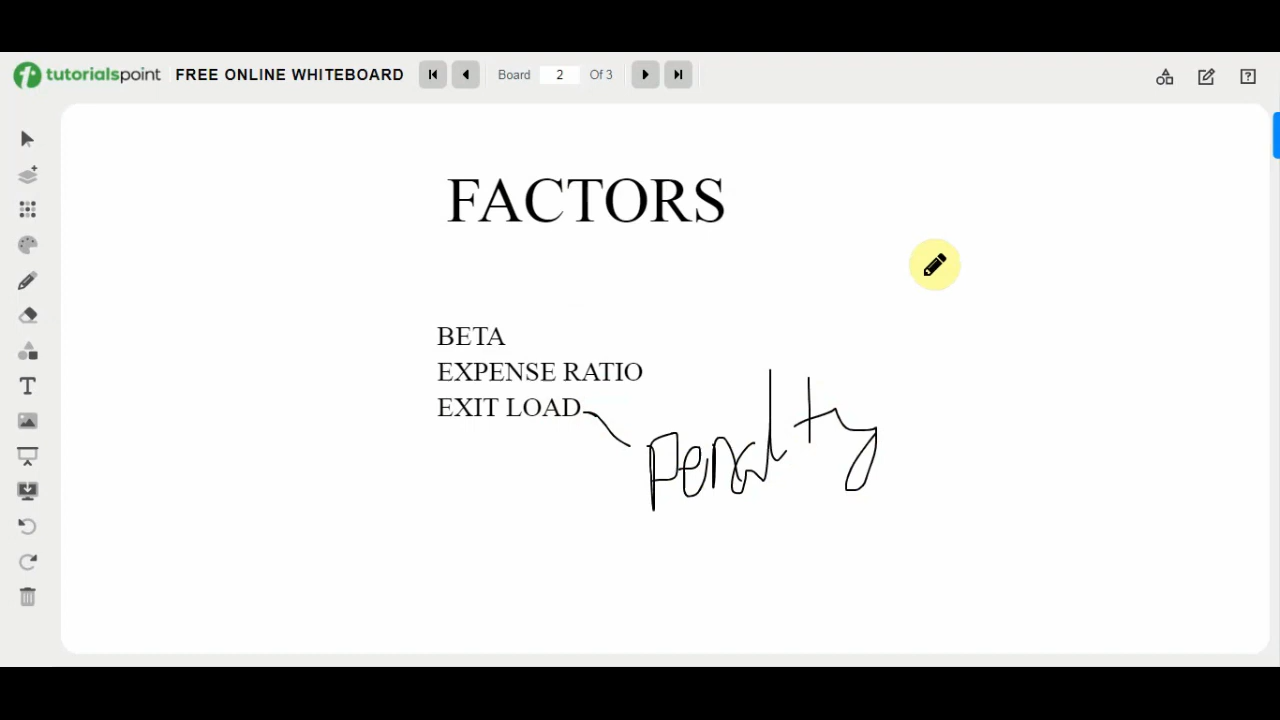 tutorialspoint FREE ONLINE WHITEBOARD Board 2 Of 3
FACTORS
BETA
EXPENSE RATIO
EXIT LOAD
penalty